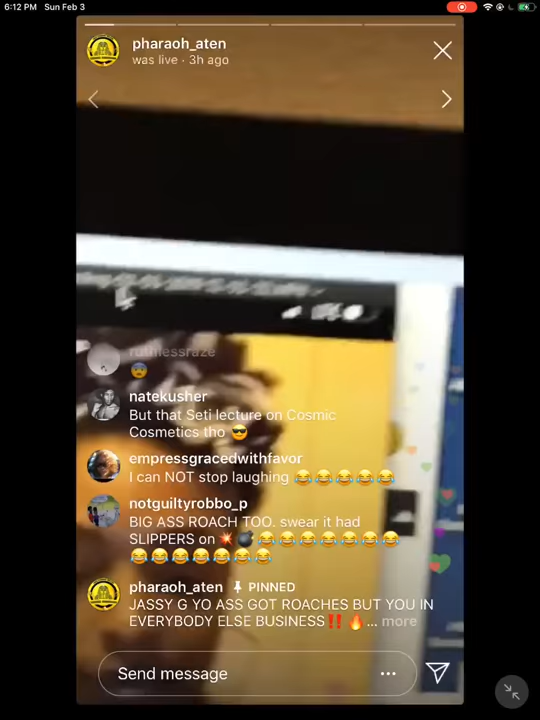 6:12 PM Sun Feb 3
pharaoh_aten
was live · 3h ago
ruthlessraze
😨
natekusher
But that Seti lecture on Cosmic
Cosmetics tho 😎
empressgracedwithfavor
I can NOT stop laughing 😂😂😂😂😂
notguiltyrobbo_p
BIG ASS ROACH TOO. swear it had
SLIPPERS on 💥💣😂😂😂😂😂😂😂
😂😂😂😂😂😂😂
pharaoh_aten PINNED
JASSY G YO ASS GOT ROACHES BUT YOU IN
EVERYBODY ELSE BUSINESS‼️ 🔥... more
Send message